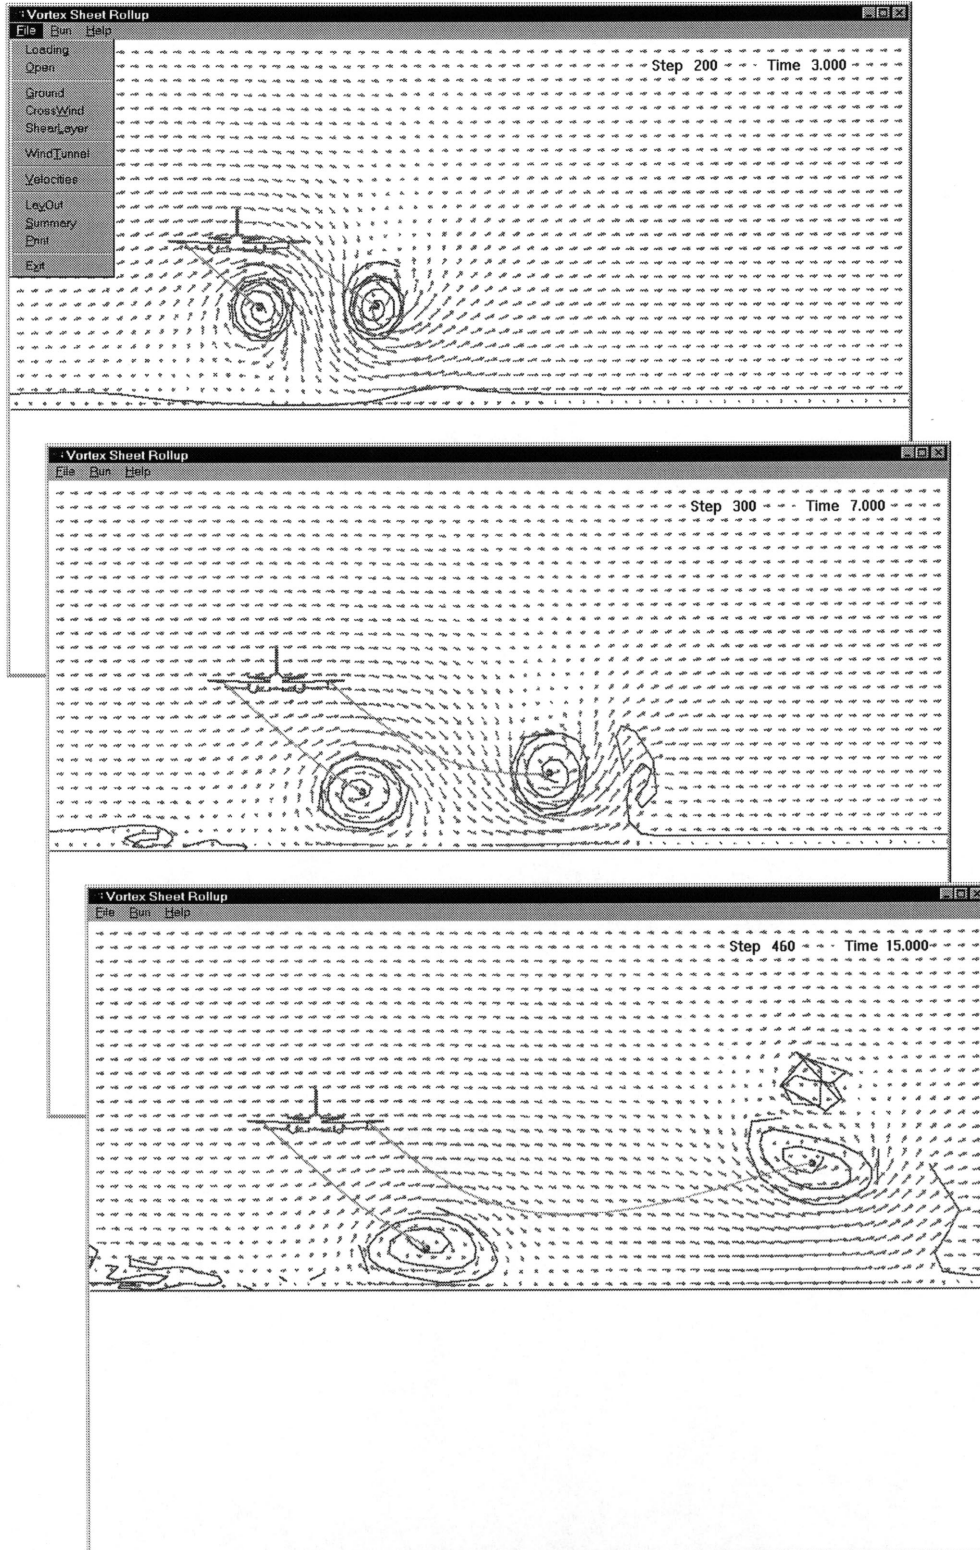 Vortex Sheet Rollup
File Run Help
Loading
Open
Ground
CrossWind
ShearLayer
WindTunnel
Velocities
LayOut
Summary
Print
Exit
Step 200 Time 3.000
Vortex Sheet Rollup
File Run Help
Step 300 Time 7.000
Vortex Sheet Rollup
File Run Help
Step 460 Time 15.000